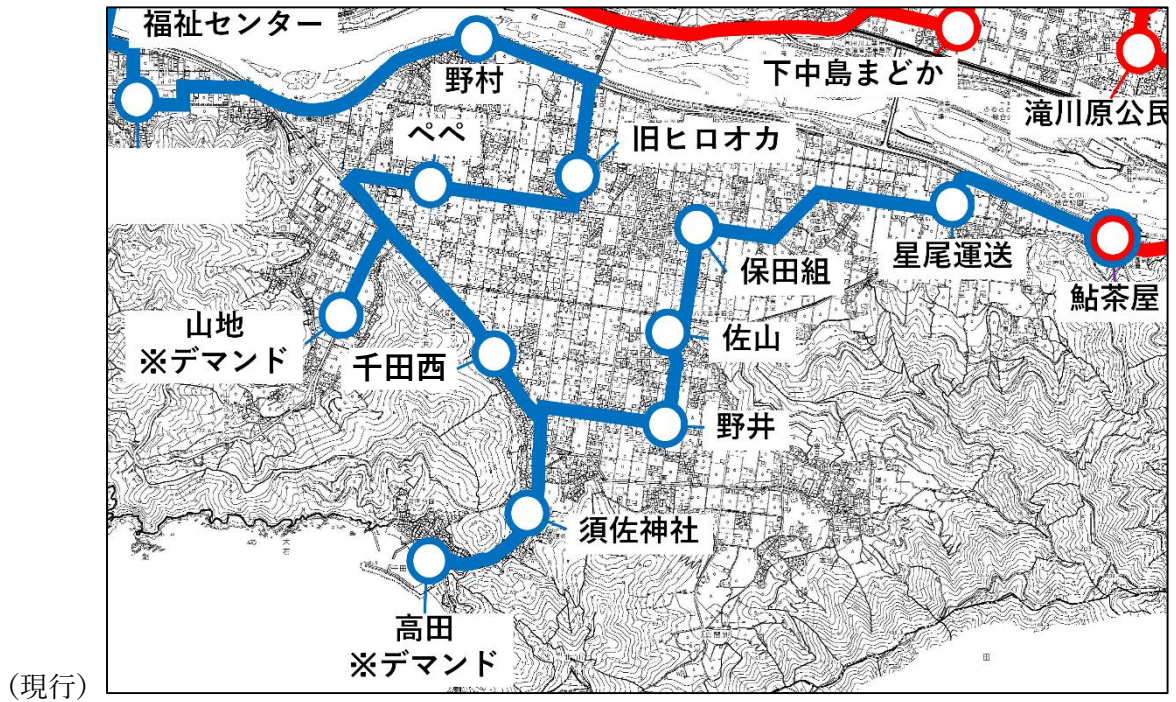 福祉センター
野村
下中島まどか
滝川原公民
ペペ
旧ヒロオカ
星尾運送
保田組
鮎茶屋
山地
※デマンド
佐山
千田西
野井
須佐神社
高田
※デマンド
(現行)